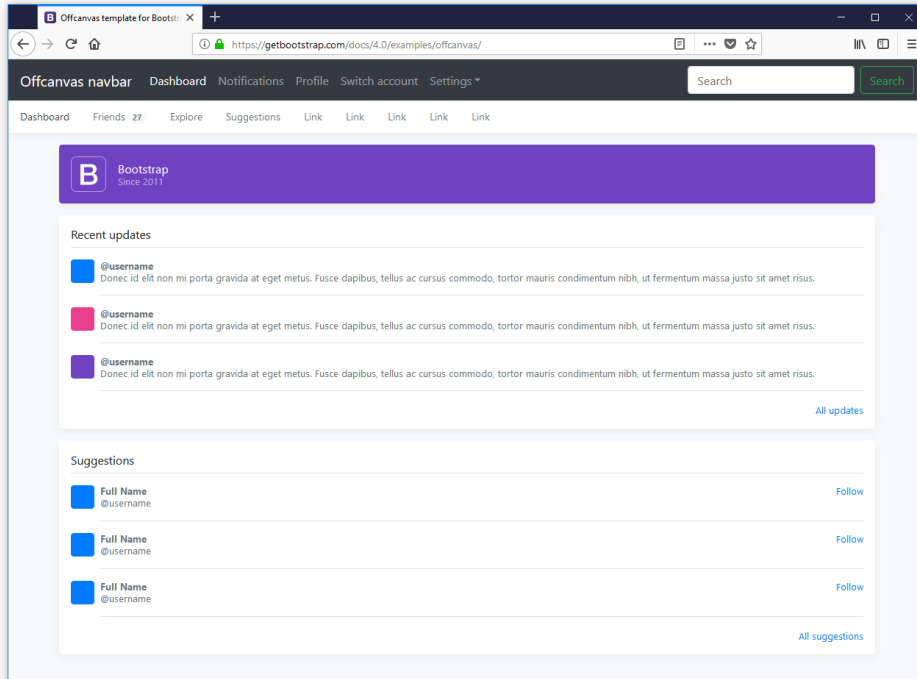 B Offcanvas template for Bootstr
https://getbootstrap.com/docs/4.0/examples/offcanvas/
Offcanvas navbar Dashboard Notifications Profile Switch account Settings Search Search
Dashboard Friends 27 Explore Suggestions Link Link Link Link Link
B Bootstrap
Since 2011
Recent updates
@username
Donec id elit non mi porta gravida at eget metus. Fusce dapibus, tellus ac cursus commodo, tortor mauris condimentum nibh, ut fermentum massa justo sit amet risus.
@username
Donec id elit non mi porta gravida at eget metus. Fusce dapibus, tellus ac cursus commodo, tortor mauris condimentum nibh, ut fermentum massa justo sit amet risus.
@username
Donec id elit non mi porta gravida at eget metus. Fusce dapibus, tellus ac cursus commodo, tortor mauris condimentum nibh, ut fermentum massa justo sit amet risus.
All updates
Suggestions
Full Name Follow
@username
Full Name Follow
@username
Full Name Follow
@username
All suggestions